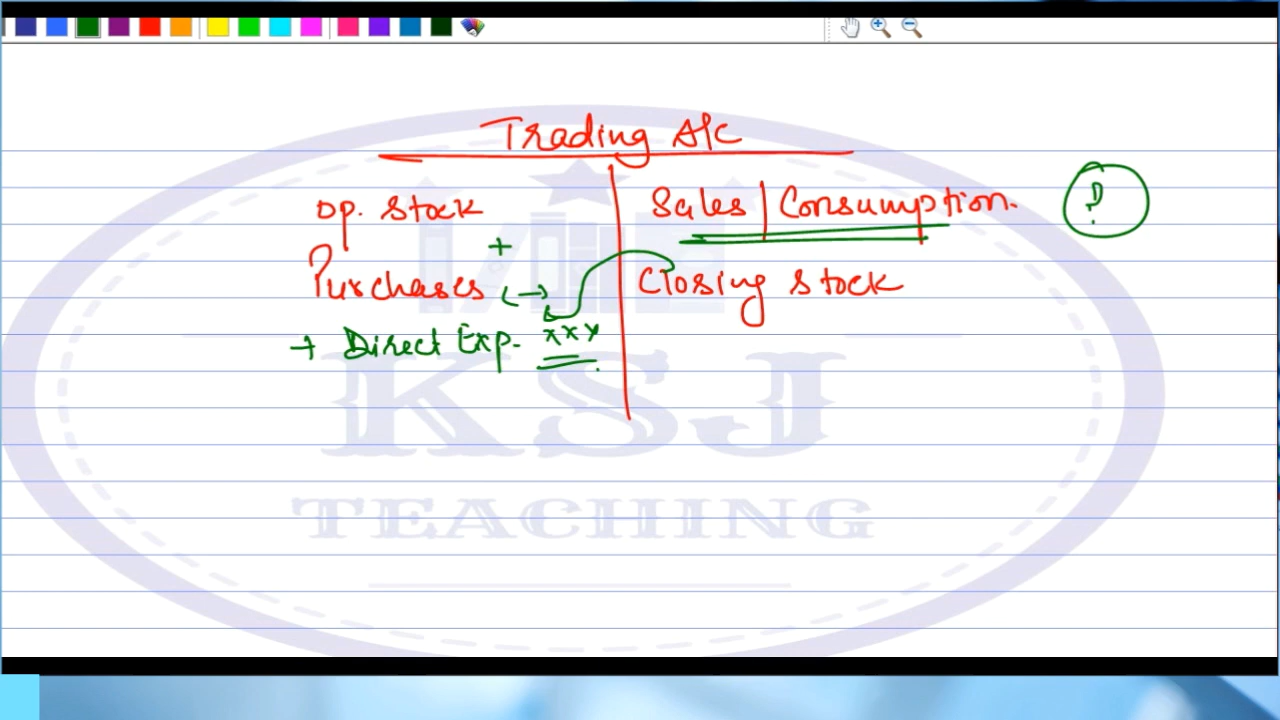 Trading A/C
Op. Stock
+
Purchases (-)
+ Direct Exp. xxx
Sales | Consumption.
?
Closing Stock
KSJ
TEACHING